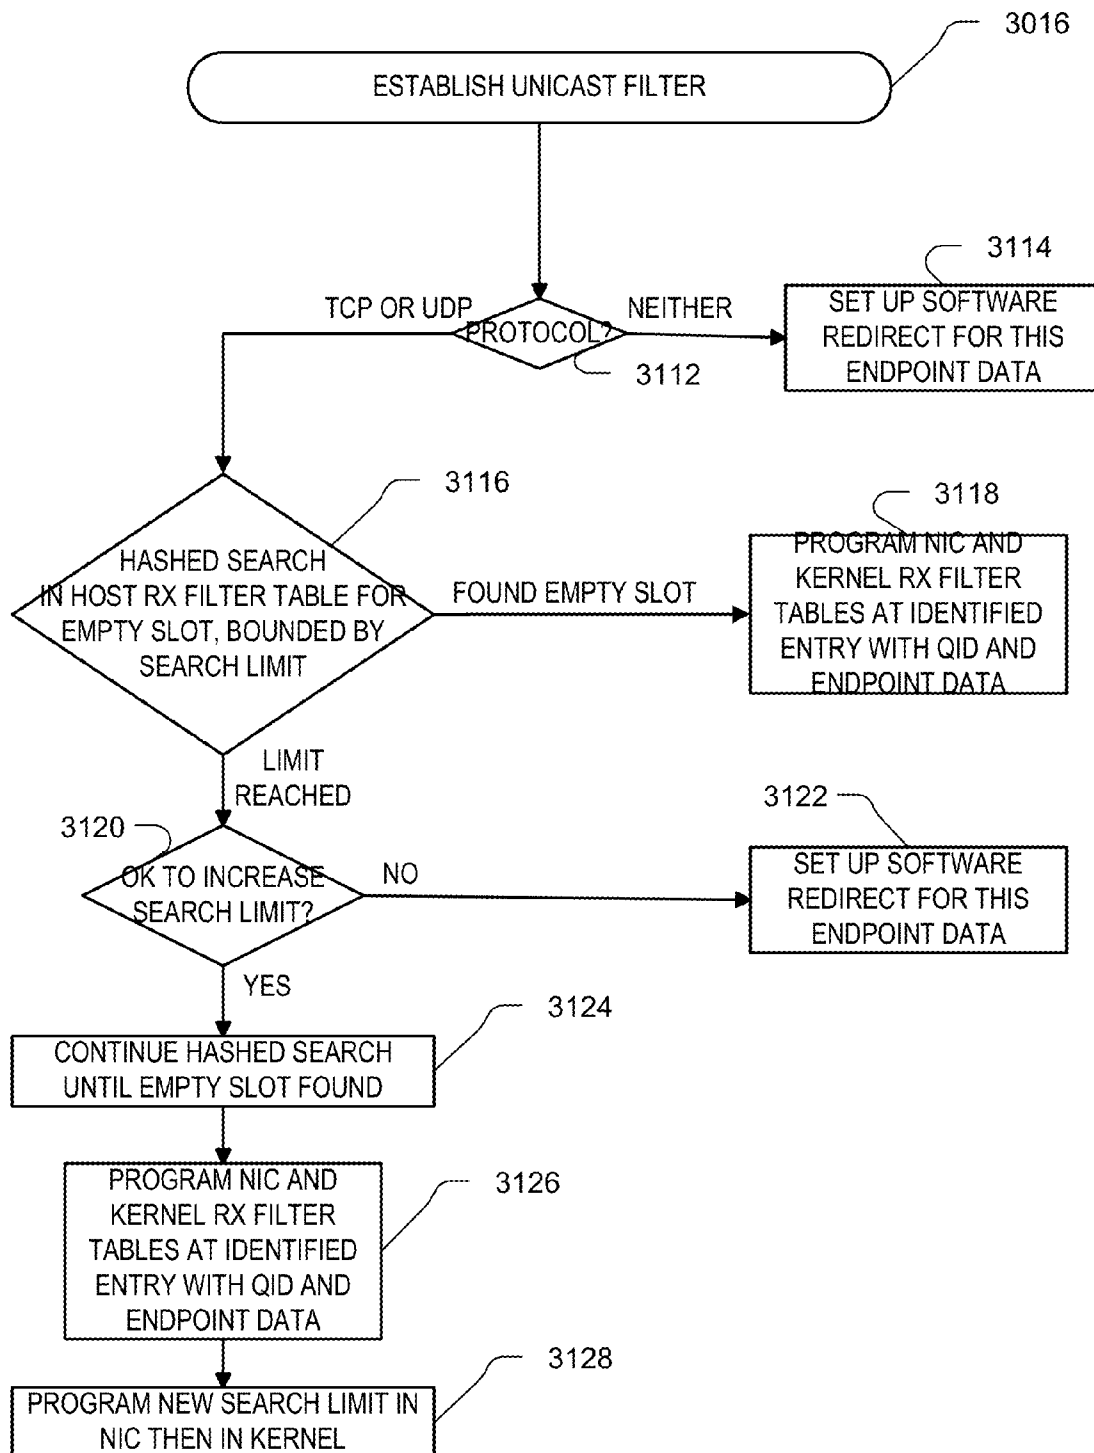 3016
ESTABLISH UNICAST FILTER
3114
TCP OR UDP
PROTOCOL?
NEITHER
3112
SET UP SOFTWARE
REDIRECT FOR THIS
ENDPOINT DATA
3116
HASHED SEARCH
IN HOST RX FILTER TABLE FOR
EMPTY SLOT, BOUNDED BY
SEARCH LIMIT
FOUND EMPTY SLOT
3118
PROGRAM NIC AND
KERNEL RX FILTER
TABLES AT IDENTIFIED
ENTRY WITH QID AND
ENDPOINT DATA
LIMIT
REACHED
3120
OK TO INCREASE
SEARCH LIMIT?
NO
3122
SET UP SOFTWARE
REDIRECT FOR THIS
ENDPOINT DATA
YES
3124
CONTINUE HASHED SEARCH
UNTIL EMPTY SLOT FOUND
3126
PROGRAM NIC AND
KERNEL RX FILTER
TABLES AT IDENTIFIED
ENTRY WITH QID AND
ENDPOINT DATA
3128
PROGRAM NEW SEARCH LIMIT IN
NIC THEN IN KERNEL